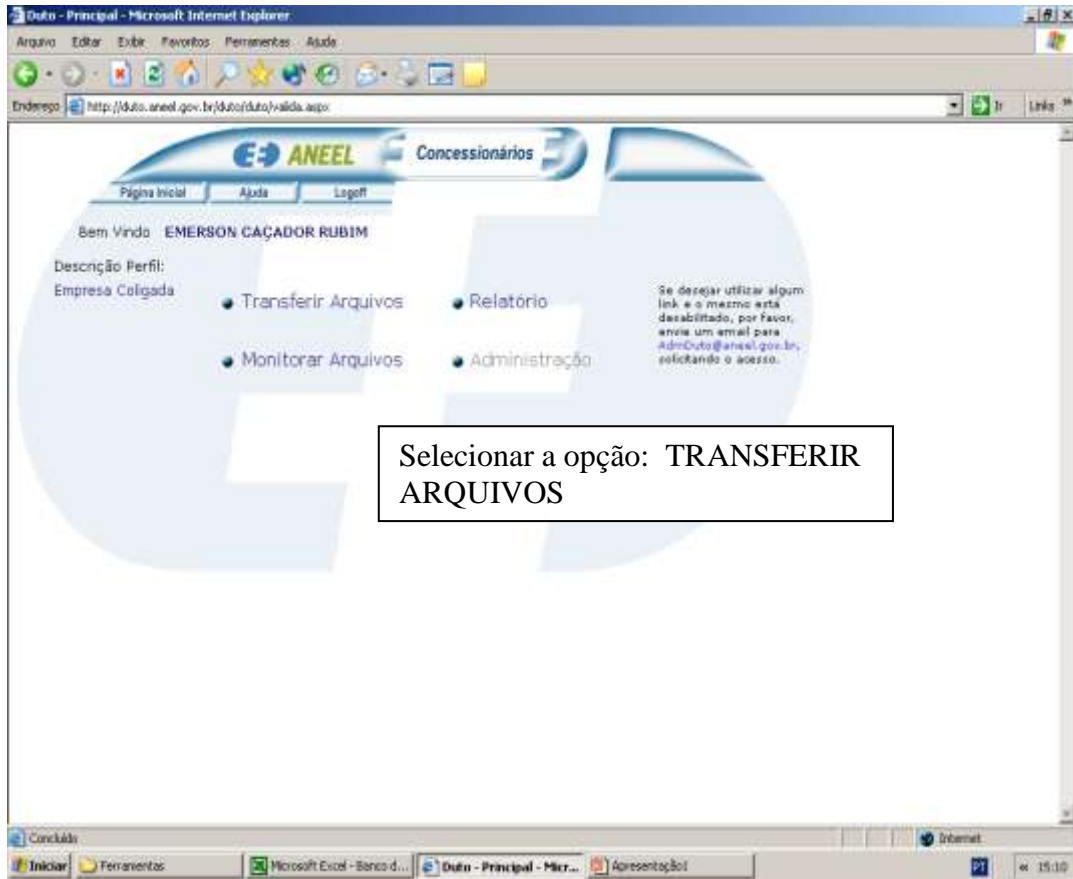 Duto - Principal - Microsoft Internet Explorer
Arquivo Editar Exibir Favoritos Ferramentas Ajuda
Endereço http://duto.aneel.gov.br/duto/duto/valida.aspx Ir Links »
ANEEL Concessionários
Página Inicial Ajuda Logoff
Bem Vindo EMERSON CAÇADOR RUBIM
Descrição Perfil:
Empresa Coligada
Transferir Arquivos Relatório
Monitorar Arquivos Administração
Se desejar utilizar algum
link e o mesmo está
desabilitado, por favor,
envie um email para
AdmDuto@aneel.gov.br,
solicitando o acesso.
Selecionar a opção: TRANSFERIR
ARQUIVOS
Concluído Internet
Iniciar Ferramentas Microsoft Excel - Banco d... Duto - Principal - Micr... Apresentação1 PT « 15:10